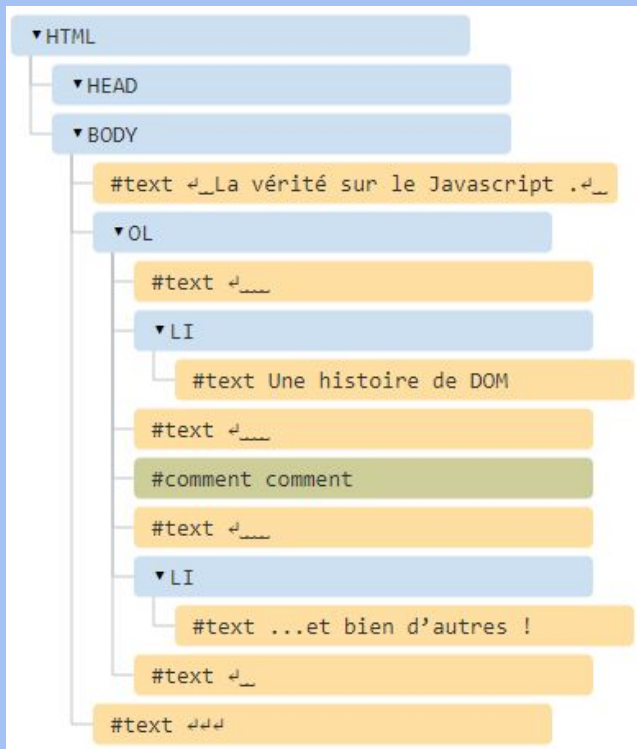 ▾HTML
▾HEAD
▾BODY
#text ↵␣La vérité sur le Javascript .↵␣
▾OL
#text ↵␣␣␣␣
▾LI
#text Une histoire de DOM
#text ↵␣␣␣␣
#comment comment
#text ↵␣␣␣␣
▾LI
#text ...et bien d’autres !
#text ↵␣␣
#text ↵↵↵